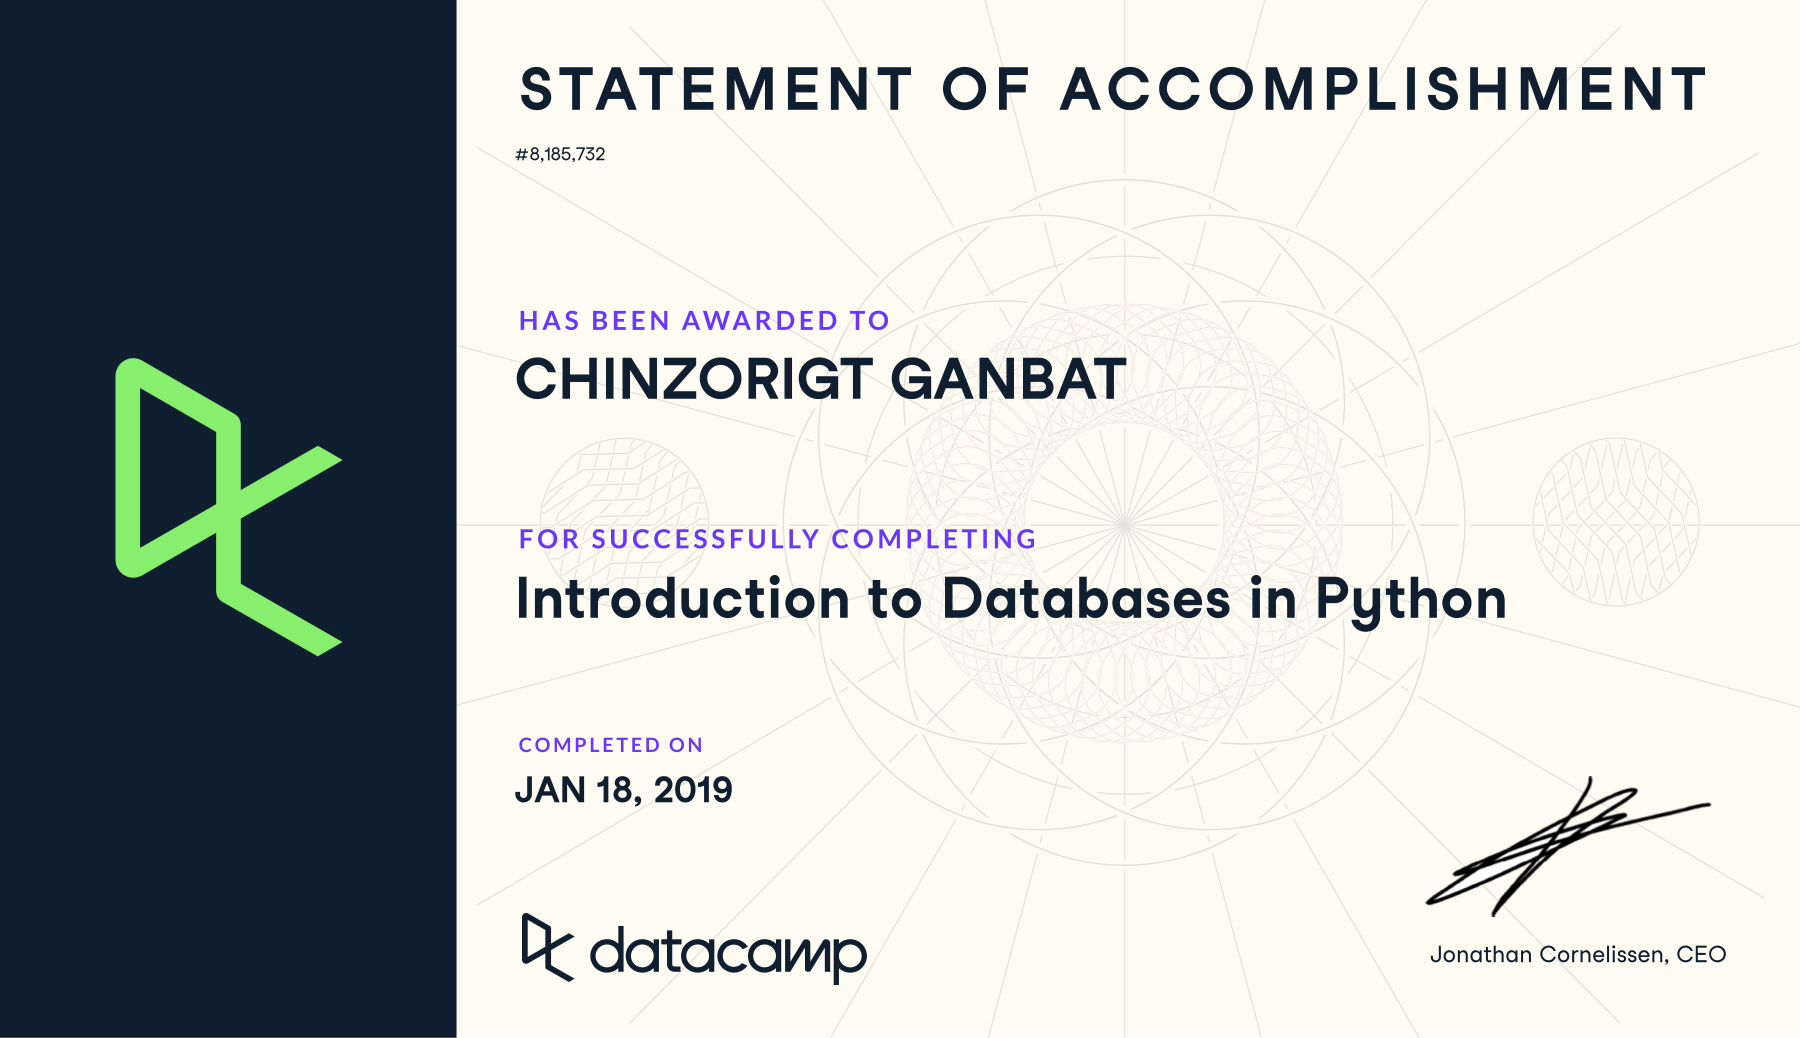 STATEMENT OF ACCOMPLISHMENT
#8,185,732
HAS BEEN AWARDED TO
CHINZORIGT GANBAT
FOR SUCCESSFULLY COMPLETING
Introduction to Databases in Python
COMPLETED ON
JAN 18, 2019
datacamp
Jonathan Cornelissen, CEO